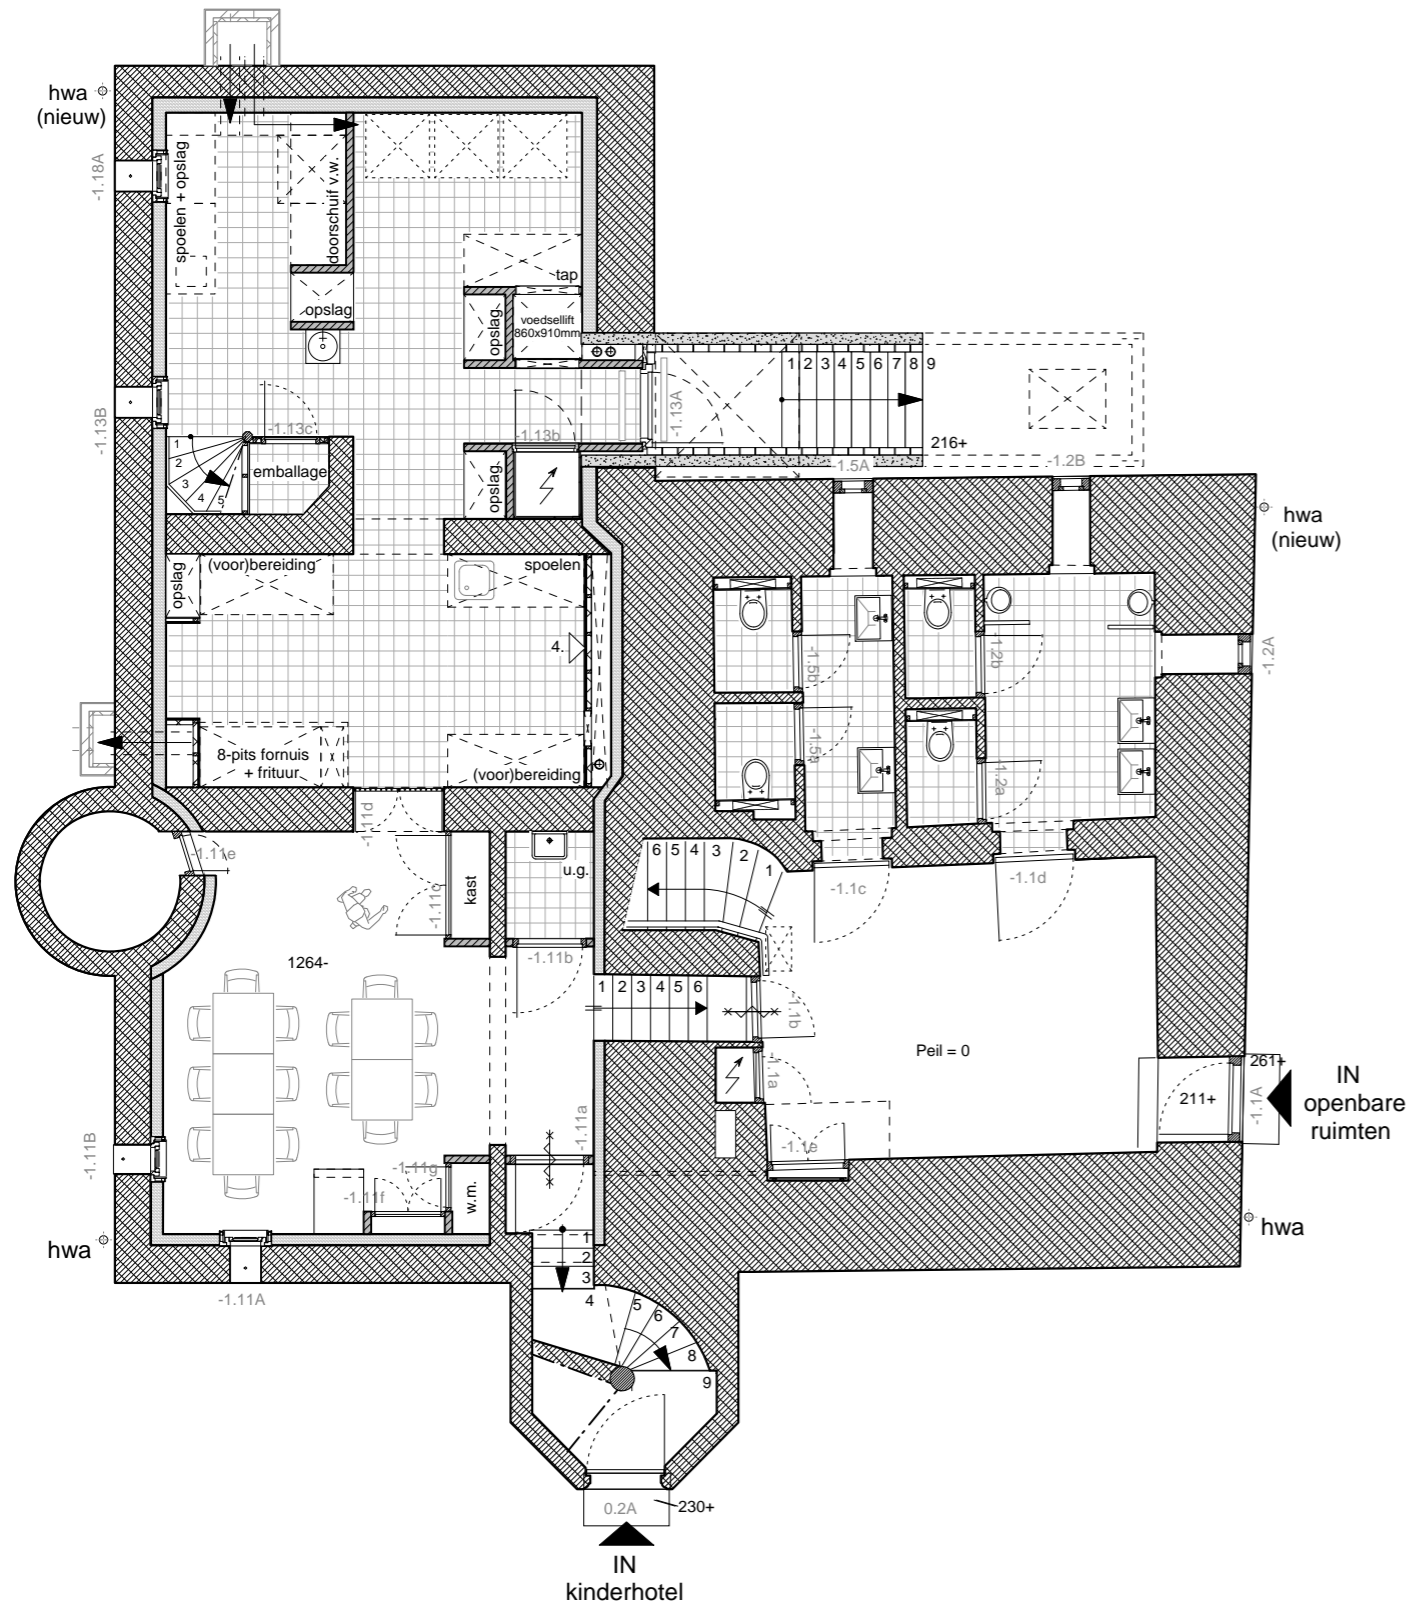 hwa
(nieuw)
-1.18A
spoelen + opslag
doorschuif v.w.
opslag
tap
opslag
voedsellift
860x910mm
-1.13B
-1.13c
-1.13b
-1.13A
1 2 3 4 5 6 7 8 9
216+
-1.5A
-1.2B
1
2
3
4
5
emballage
opslag
hwa
(nieuw)
opslag
(voor)bereiding
spoelen
4.
-1.5b
-1.2b
-1.2A
8-pits fornuis
+ frituur
(voor)bereiding
-1.5a
-1.2a
-1.11d
-1.11e
-1.11c
kast
u.g.
6 5 4 3 2 1
-1.1c
-1.1d
-1.11b
1264-
1 2 3 4 5 6
-1.1b
Peil = 0
-1.1a
261+
211+
-1.1A
IN
openbare
ruimten
-1.11B
-1.11a
-1.1e
-1.11g
-1.11f
w.m.
hwa
hwa
-1.11A
1
2
3
4
5
6
7
8
9
0.2A
230+
IN
kinderhotel